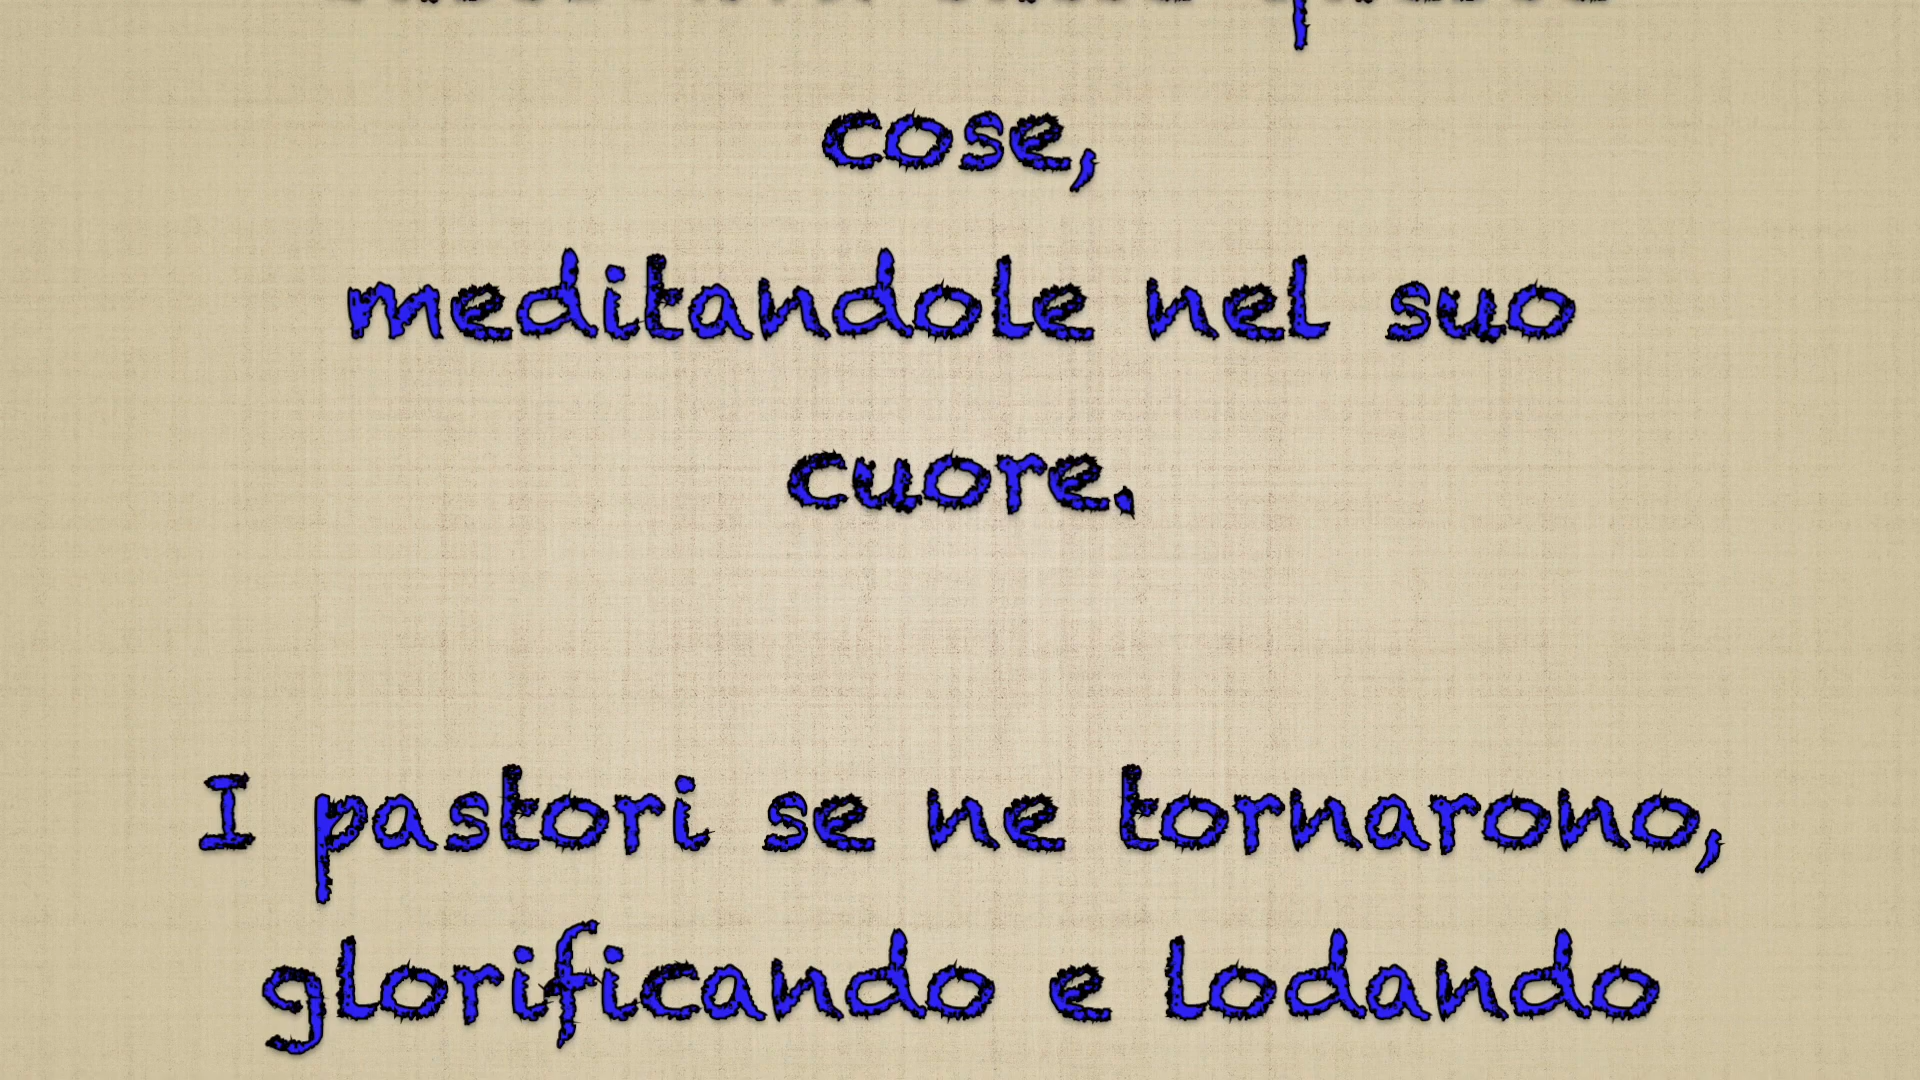 cose,
meditandole nel suo
cuore.
I pastori se ne tornarono,
glorificando e lodando